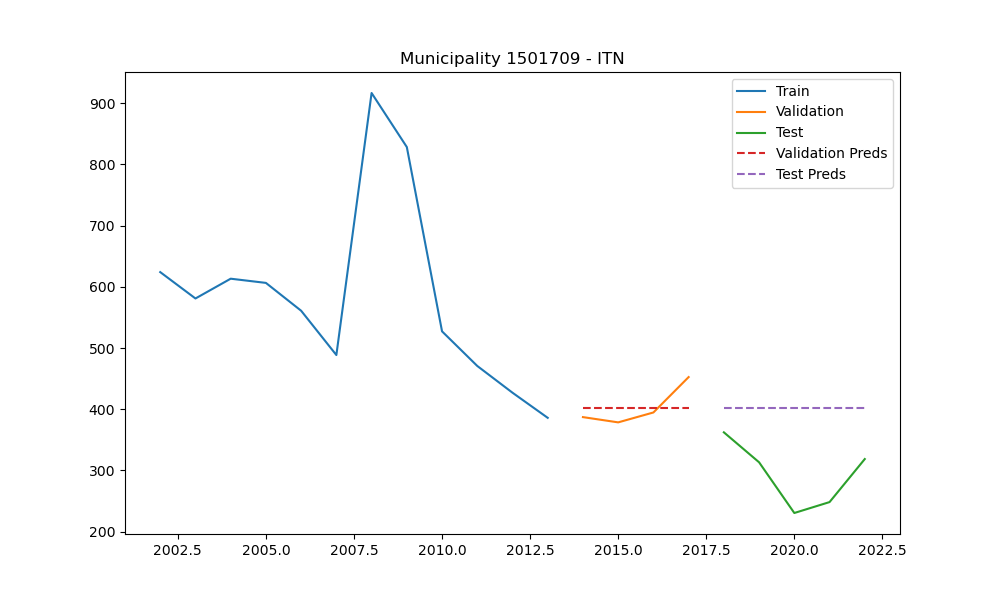 Municipality 1501709 - ITN
Train
Validation
Test
Validation Preds
Test Preds
900
800
700
600
500
400
300
200
2002.5 2005.0 2007.5 2010.0 2012.5 2015.0 2017.5 2020.0 2022.5